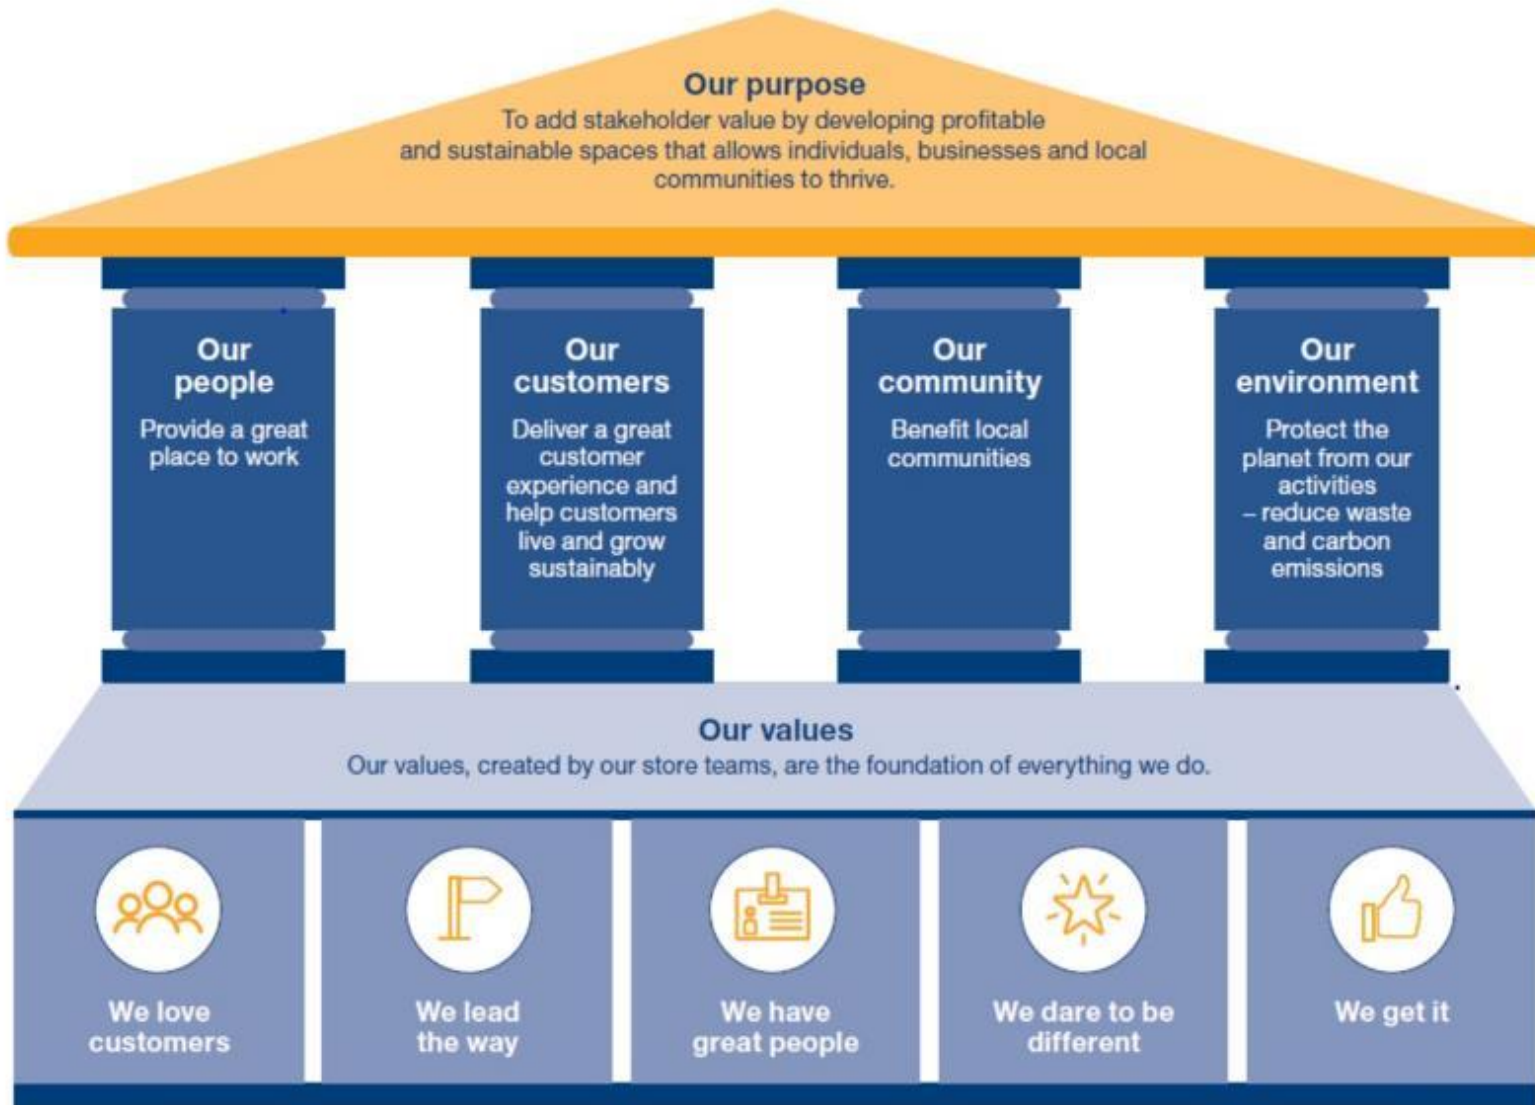 Our purpose
To add stakeholder value by developing profitable
and sustainable spaces that allows individuals, businesses and local
communities to thrive.
Our
people
Provide a great
place to work
Our
customers
Deliver a great
customer
experience and
help customers
live and grow
sustainably
Our
community
Benefit local
communities
Our
environment
Protect the
planet from our
activities
– reduce waste
and carbon
emissions
Our values
Our values, created by our store teams, are the foundation of everything we do.
We love
customers
We lead
the way
We have
great people
We dare to be
different
We get it